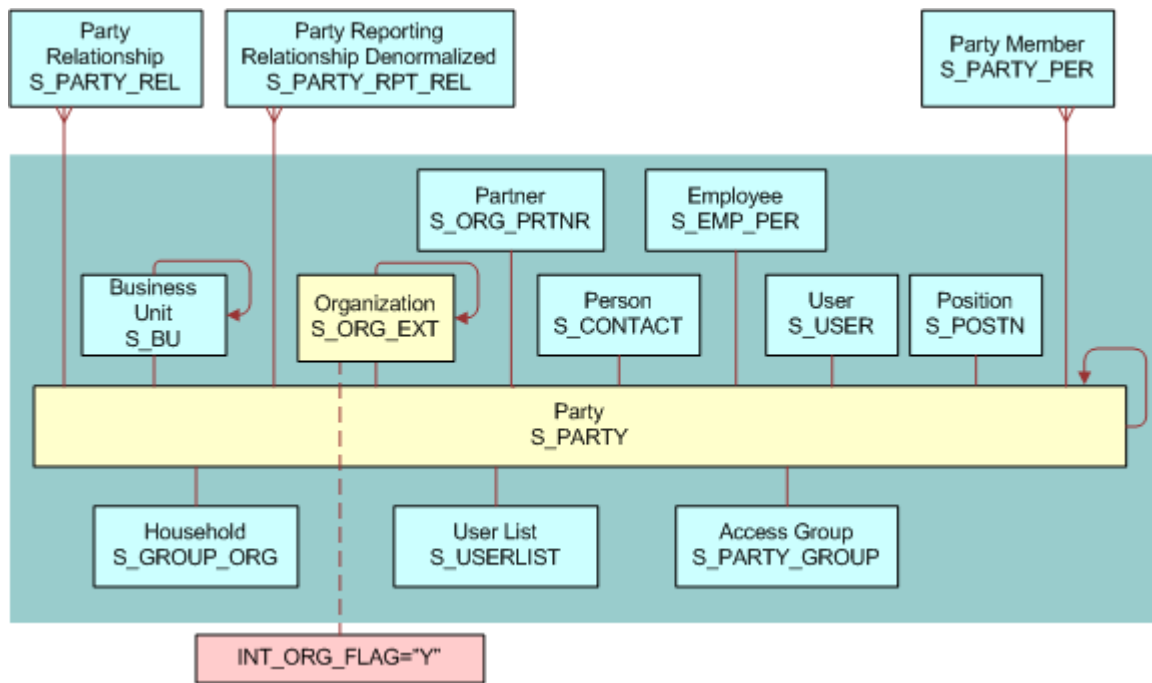 Party
Relationship
S_PARTY_REL
Party Reporting
Relationship Denormalized
S_PARTY_RPT_REL
Party Member
S_PARTY_PER
Partner
S_ORG_PRTNR
Employee
S_EMP_PER
Business
Unit
S_BU
Organization
S_ORG_EXT
Person
S_CONTACT
User
S_USER
Position
S_POSTN
Party
S_PARTY
Household
S_GROUP_ORG
User List
S_USERLIST
Access Group
S_PARTY_GROUP
INT_ORG_FLAG="Y"